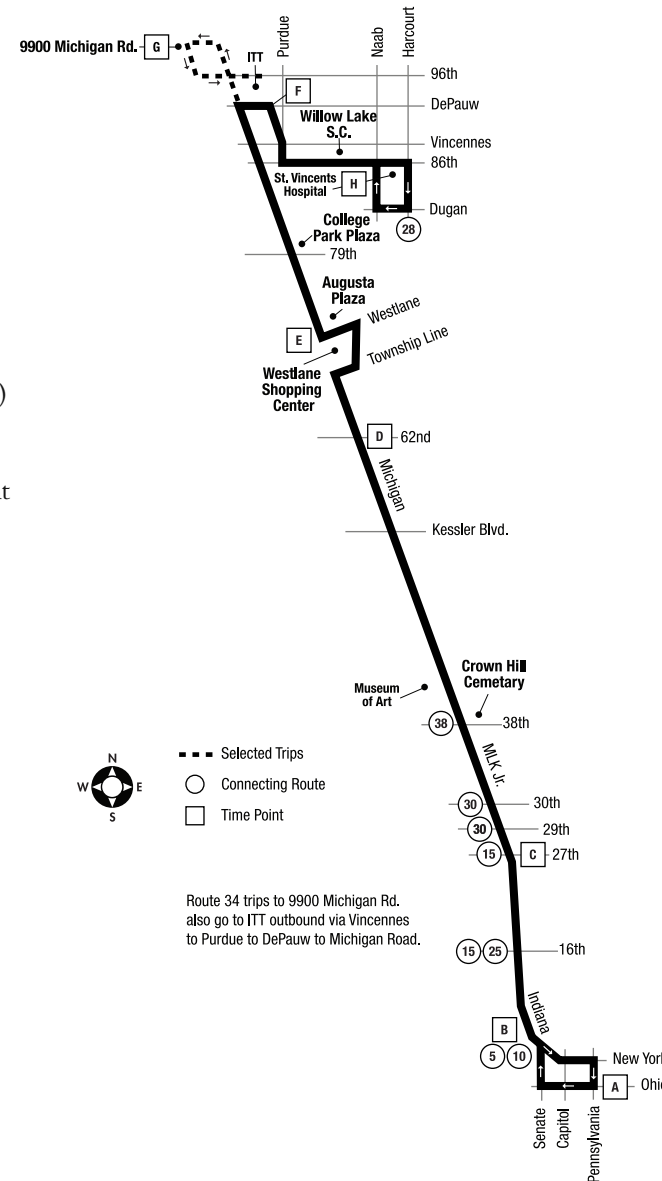 Purdue
Naab
Harcourt
9900 Michigan Rd.
G
ITT
96th
F
DePauw
Willow Lake
S.C.
Vincennes
86th
St. Vincents
Hospital
H
Dugan
28
College
Park Plaza
79th
Augusta
Plaza
Westlane
E
Township Line
Westlane
Shopping
Center
)
D
62nd
Michigan
t
Kessler Blvd.
Crown Hill
Cemetary
Museum
of Art
38
38th
MLK Jr.
N
W
E
S
Selected Trips
Connecting Route
Time Point
30
30th
30
29th
15
C
27th
Route 34 trips to 9900 Michigan Rd.
also go to ITT outbound via Vincennes
to Purdue to DePauw to Michigan Road.
15
25
16th
Indiana
B
5
10
New York
A
Ohio
Senate
Capitol
Pennsylvania